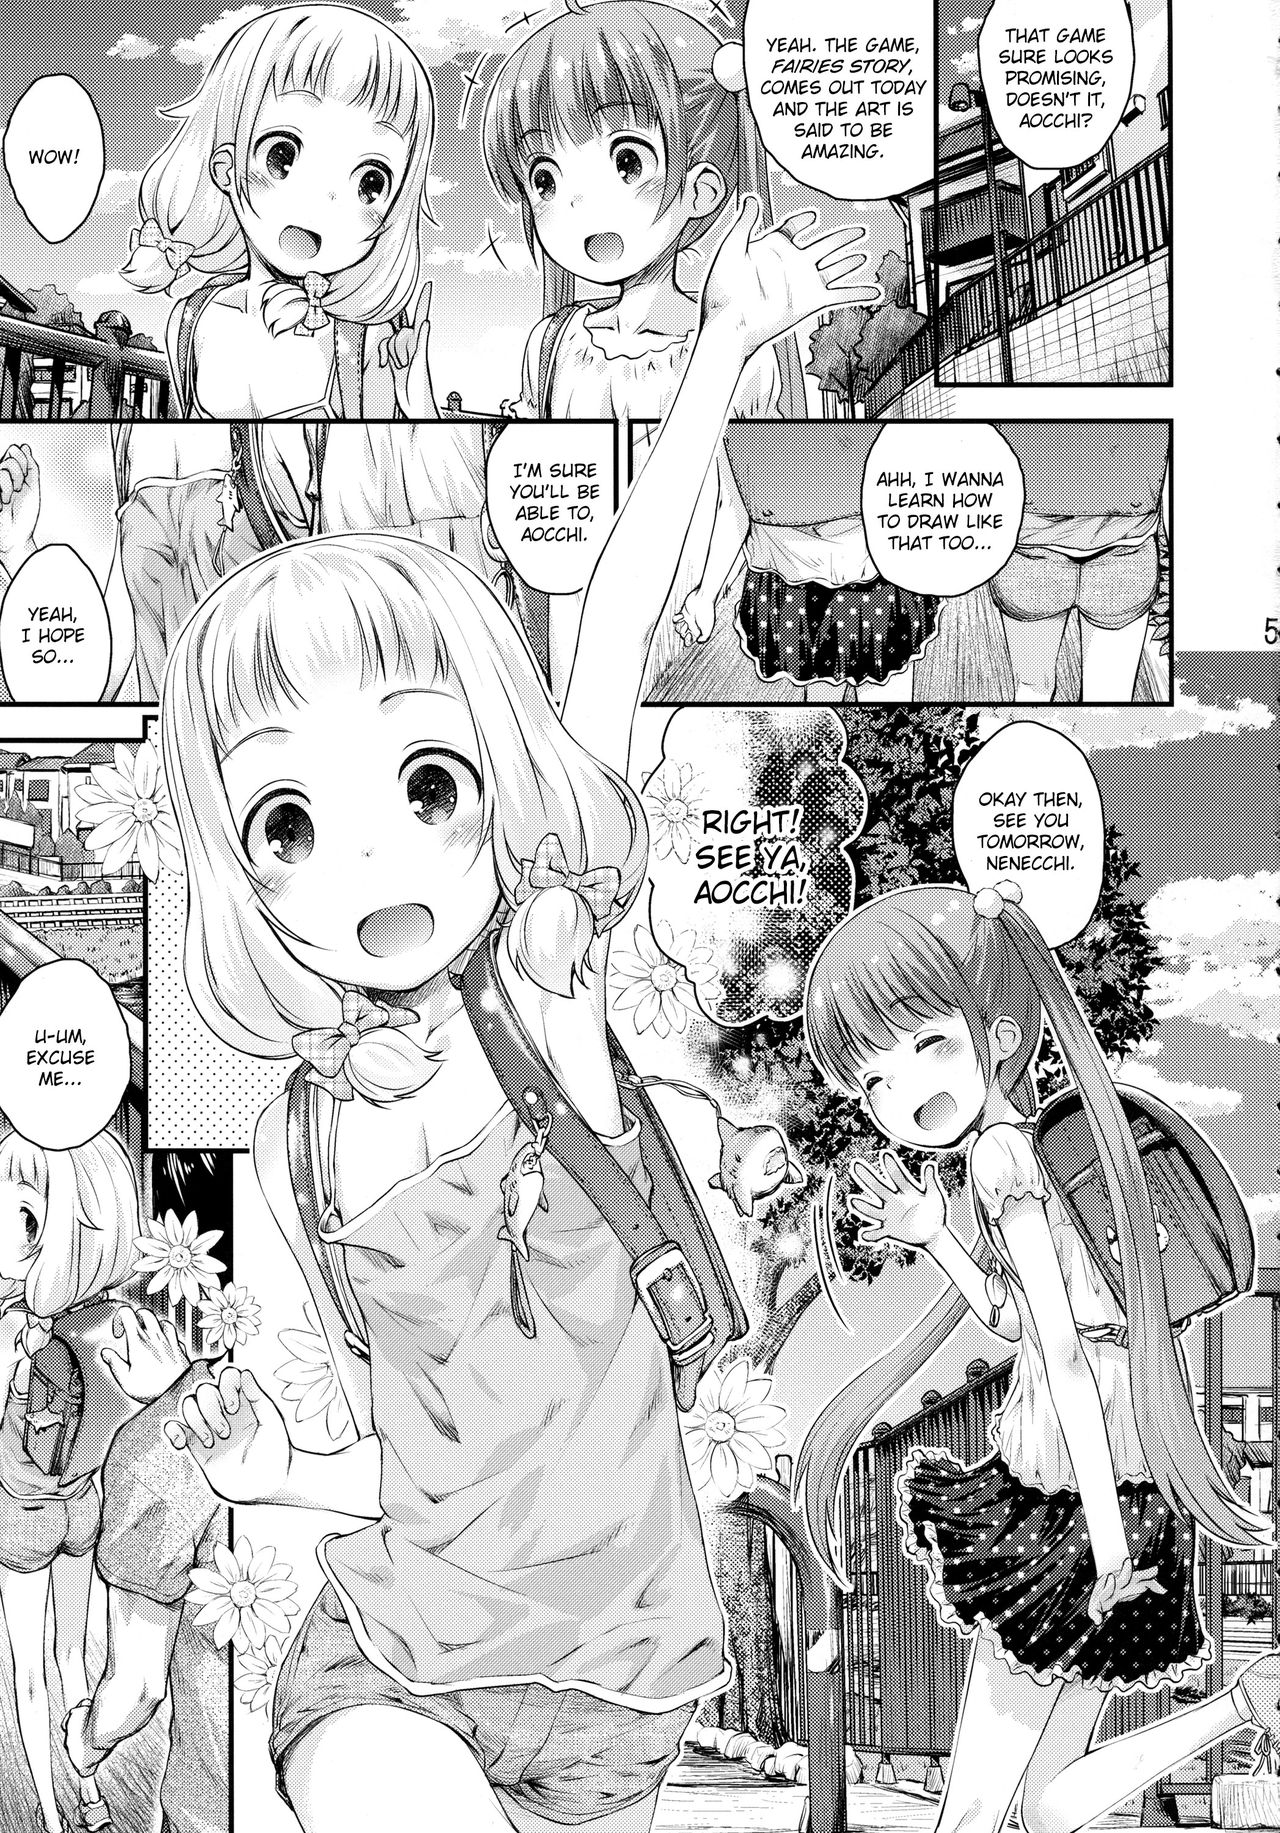 THAT GAME
SURE LOOKS
PROMISING,
DOESN'T IT,
AOCCHI?
YEAH. THE GAME,
FAIRIES STORY,
COMES OUT TODAY
AND THE ART IS
SAID TO BE
AMAZING.
WOW!
AHH, I WANNA
LEARN HOW
TO DRAW LIKE
THAT TOO...
I'M SURE
YOU'LL BE
ABLE TO,
AOCCHI.
YEAH,
I HOPE
SO...
OKAY THEN,
SEE YOU
TOMORROW,
NENECCHI.
RIGHT!
SEE YA,
AOCCHI!
U-UM,
EXCUSE
ME...
5